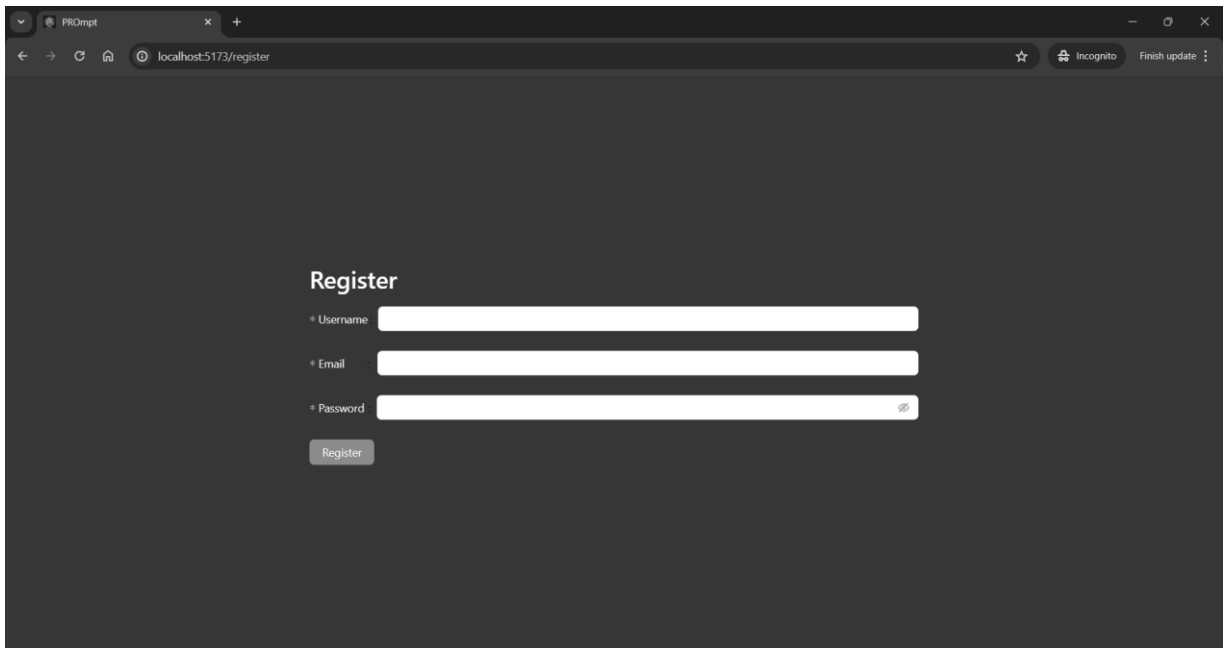 PROmpt
localhost:5173/register
Incognito
Finish update
Register
* Username
* Email :
* Password :
Register